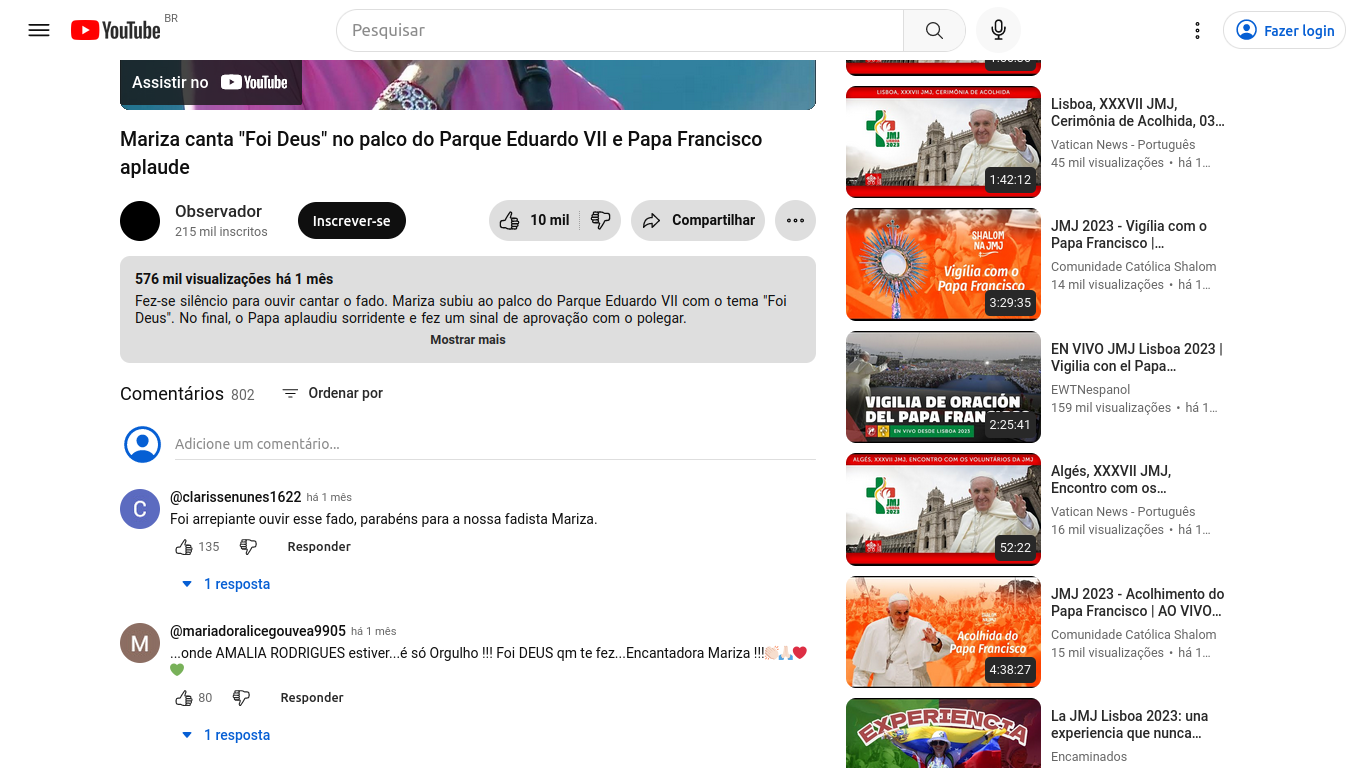 YouTube BR
Pesquisar
Fazer login
Assistir no YouTube
Mariza canta "Foi Deus" no palco do Parque Eduardo VII e Papa Francisco
aplaude
Observador
215 mil inscritos
Inscrever-se
10 mil
Compartilhar
576 mil visualizações há 1 mês
Fez-se silêncio para ouvir cantar o fado. Mariza subiu ao palco do Parque Eduardo VII com o tema "Foi
Deus". No final, o Papa aplaudiu sorridente e fez um sinal de aprovação com o polegar.
Mostrar mais
Comentários 802
Ordenar por
Adicione um comentário...
C
@clarissenunes1622 há 1 mês
Foi arrepiante ouvir esse fado, parabéns para a nossa fadista Mariza.
135
Responder
1 resposta
M
@mariadoralicegouvea9905 há 1 mês
...onde AMALIA RODRIGUES estiver...é só Orgulho !!! Foi DEUS qm te fez...Encantadora Mariza !!!👏🏻🙏🏻❤️
💚
80
Responder
1 resposta
LISBOA, XXXVII JMJ, CERIMÔNIA DE ACOLHIDA
JMJ
LISBOA
2023
1:42:12
Lisboa, XXXVII JMJ,
Cerimônia de Acolhida, 03...
Vatican News - Português
45 mil visualizações • há 1...
SHALOM
NA JMJ
Vigília com o
Papa Francisco
3:29:35
JMJ 2023 - Vigília com o
Papa Francisco |...
Comunidade Católica Shalom
14 mil visualizações • há 1...
VIGILIA DE ORACIÓN
DEL PAPA FRAN
EN VIVO DESDE LISBOA 2023
2:25:41
EN VIVO JMJ Lisboa 2023 |
Vigilia con el Papa...
EWTNespanol
159 mil visualizações • há 1...
ALGÉS, XXXVII JMJ, ENCONTRO COM OS VOLUNTÁRIOS DA JMJ
JMJ
LISBOA
2023
52:22
Algés, XXXVII JMJ,
Encontro com os...
Vatican News - Português
16 mil visualizações • há 1...
SHALOM
NA JMJ
Acolhida do
Papa Francisco
4:38:27
JMJ 2023 - Acolhimento do
Papa Francisco | AO VIVO...
Comunidade Católica Shalom
15 mil visualizações • há 1...
EXPERIENCIA
La JMJ Lisboa 2023: una
experiencia que nunca...
Encaminados